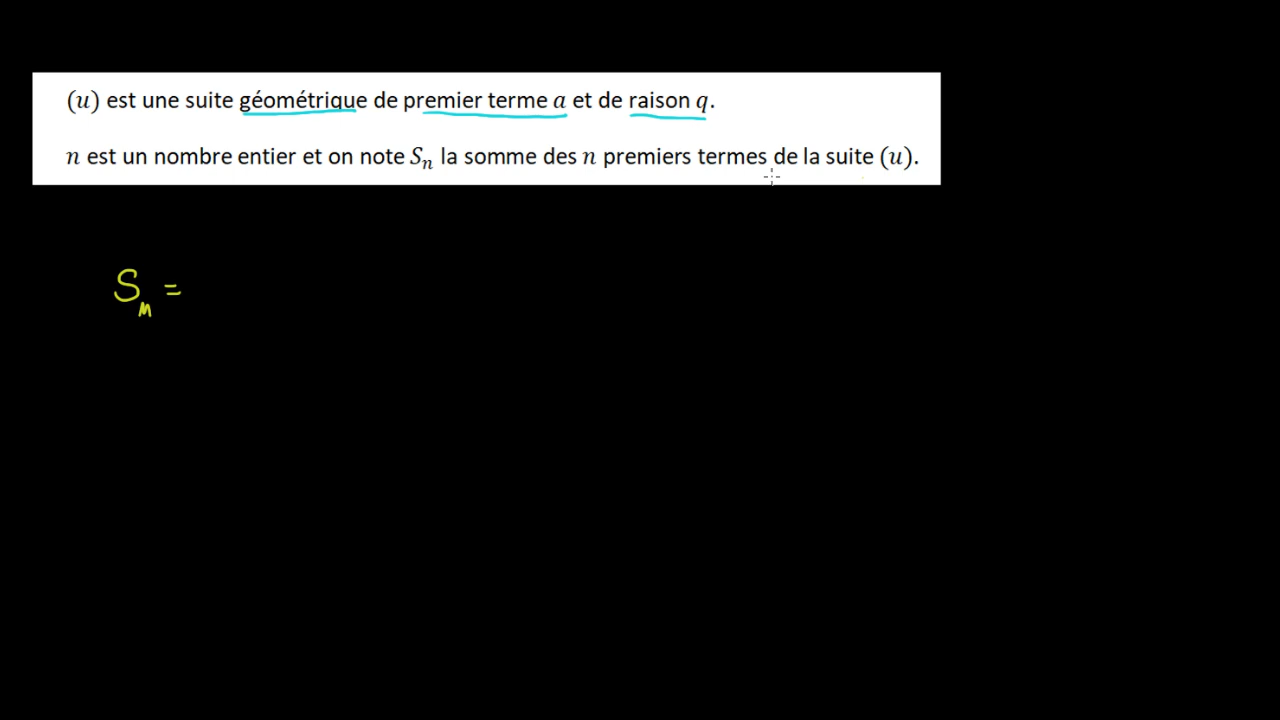 (u) est une suite géométrique de premier terme a et de raison q.
n est un nombre entier et on note Sn la somme des n premiers termes de la suite (u).
Sn =